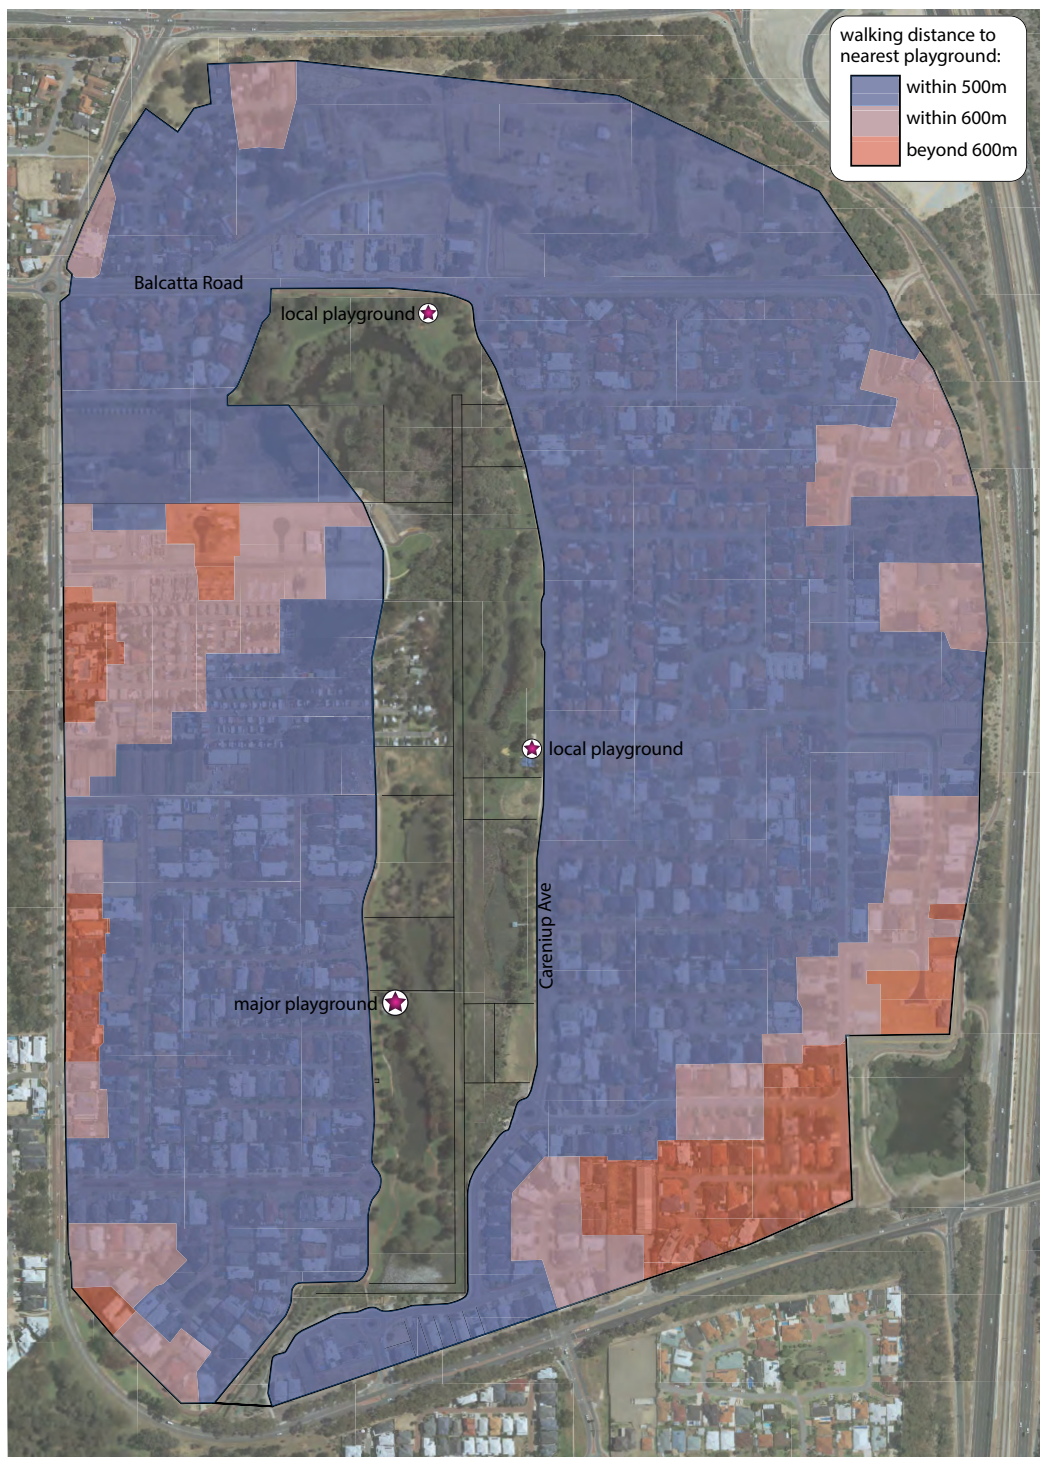 walking distance to
nearest playground:
within 500m
within 600m
beyond 600m
Balcatta Road
local playground
local playground
Careniup Ave
major playground